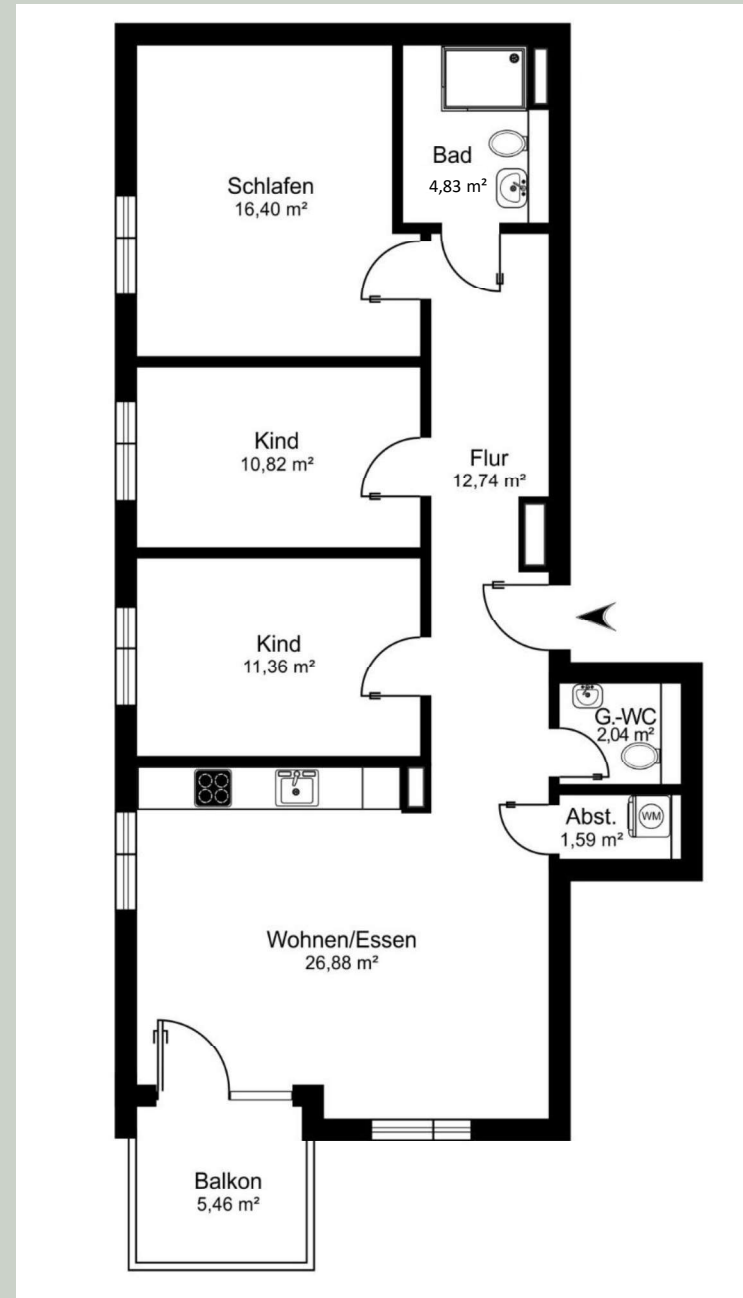 Bad
4,83 m²
Schlafen
16,40 m²
Kind
10,82 m²
Flur
12,74 m²
Kind
11,36 m²
G.-WC
2,04 m²
Abst.
1,59 m²
WM
Wohnen/Essen
26,88 m²
Balkon
5,46 m²